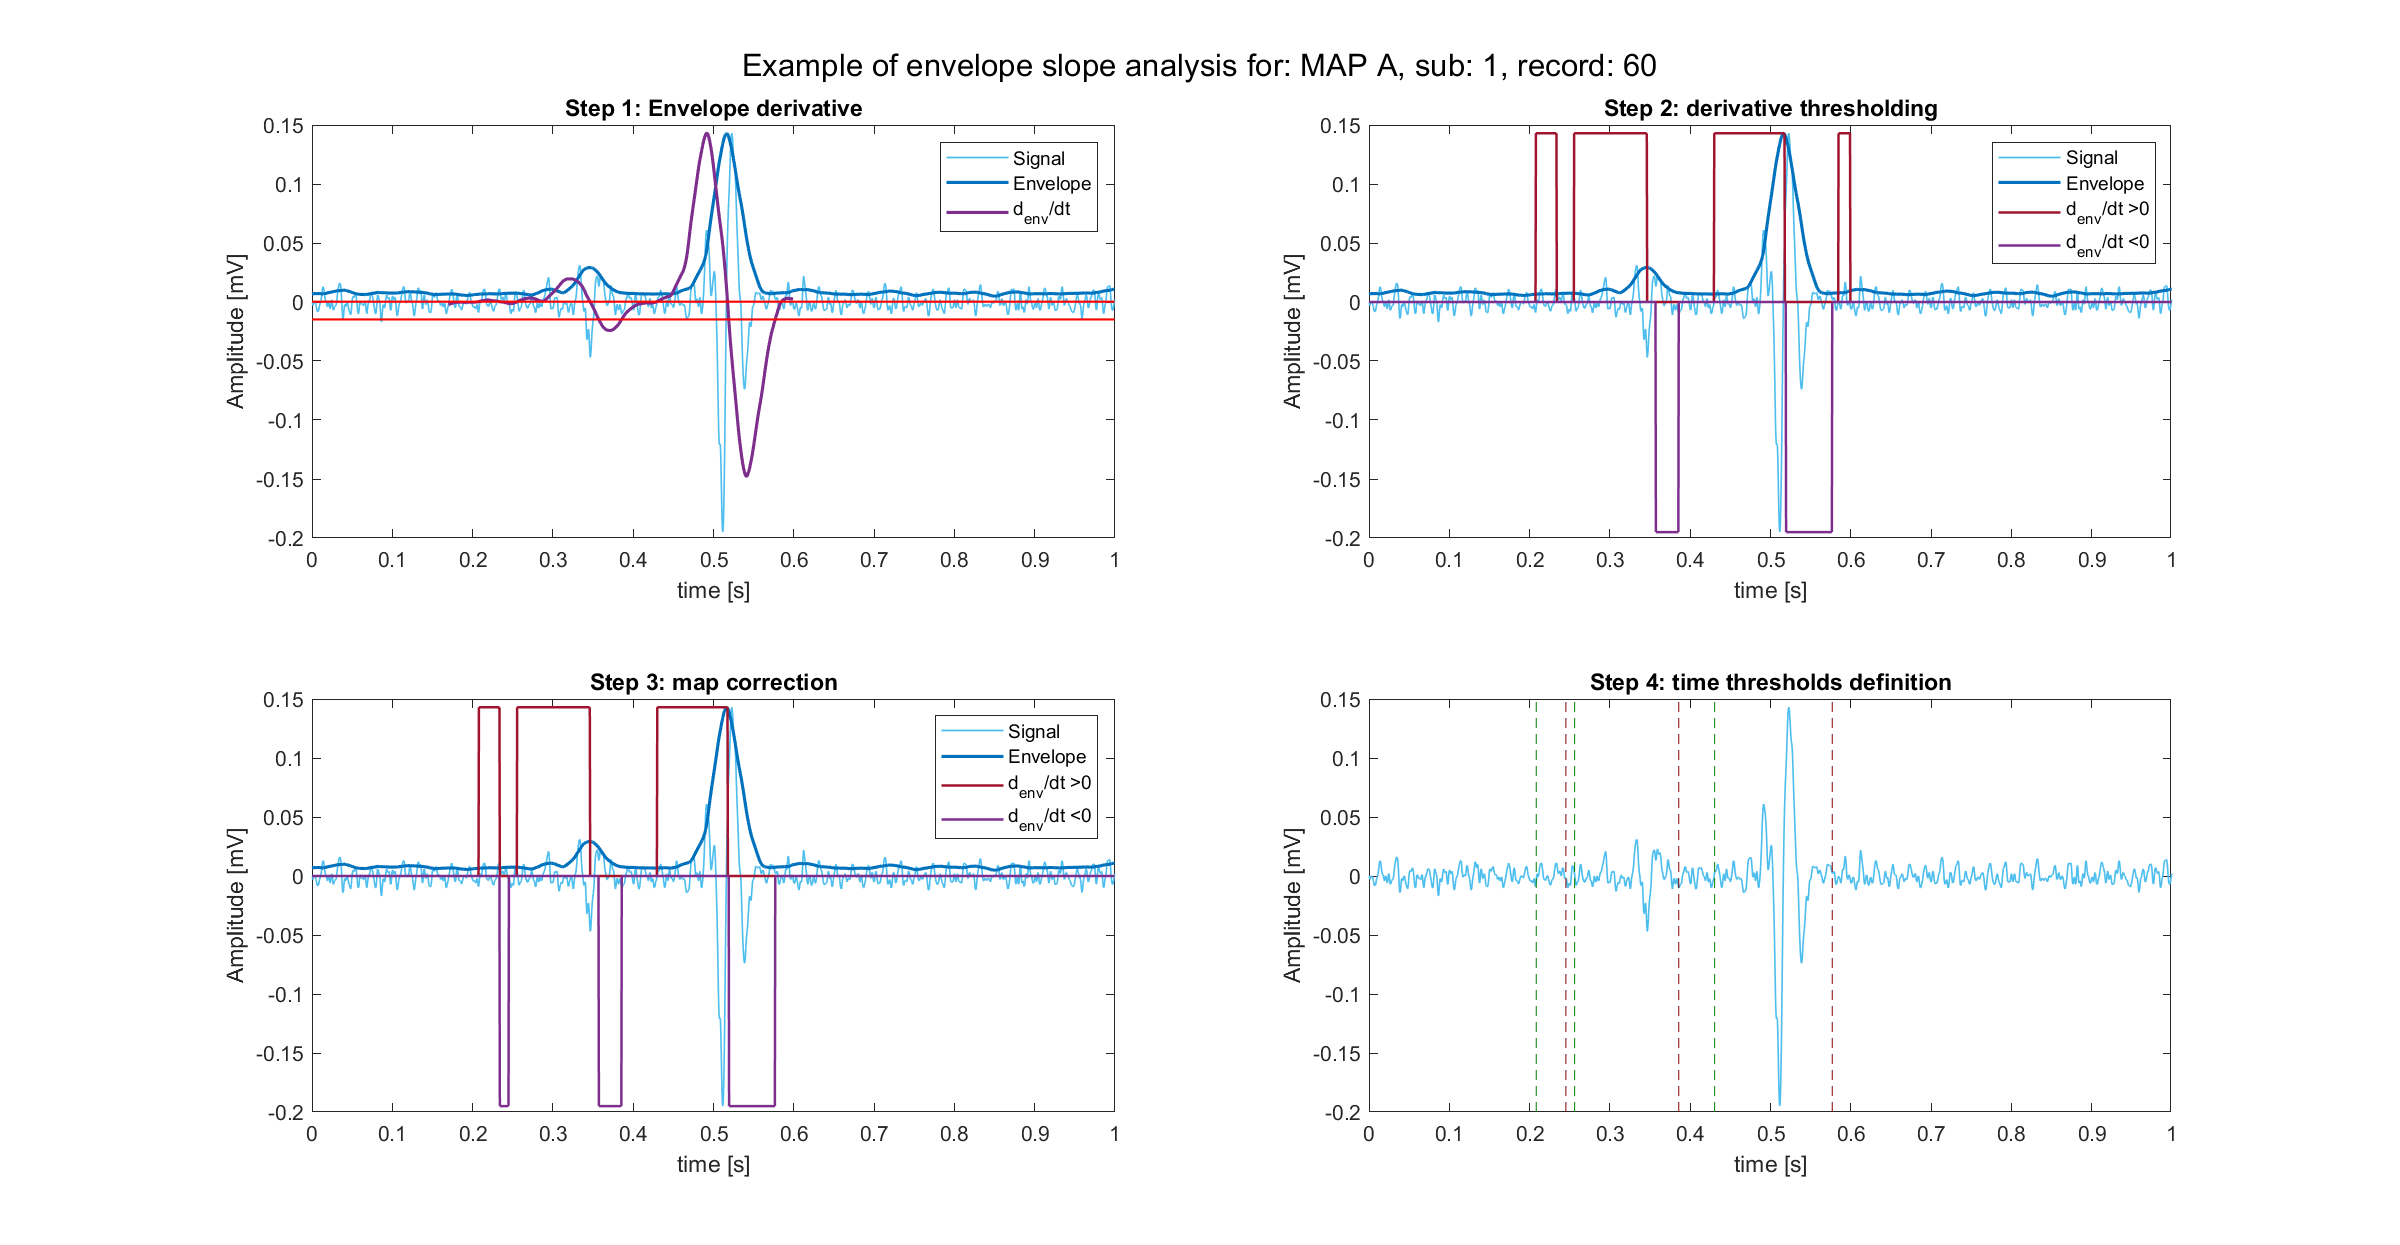 Example of envelope slope analysis for: MAP A, sub: 1, record: 60
Step 1: Envelope derivative
0.15
0.1
0.05
0
-0.05
-0.1
-0.15
-0.2
Amplitude [mV]
Signal
Envelope
d_env/dt
0 0.1 0.2 0.3 0.4 0.5 0.6 0.7 0.8 0.9 1
time [s]
Step 2: derivative thresholding
0.15
0.1
0.05
0
-0.05
-0.1
-0.15
-0.2
Amplitude [mV]
Signal
Envelope
d_env/dt >0
d_env/dt <0
0 0.1 0.2 0.3 0.4 0.5 0.6 0.7 0.8 0.9 1
time [s]
Step 3: map correction
0.15
0.1
0.05
0
-0.05
-0.1
-0.15
-0.2
Amplitude [mV]
Signal
Envelope
d_env/dt >0
d_env/dt <0
0 0.1 0.2 0.3 0.4 0.5 0.6 0.7 0.8 0.9 1
time [s]
Step 4: time thresholds definition
0.15
0.1
0.05
0
-0.05
-0.1
-0.15
-0.2
Amplitude [mV]
0 0.1 0.2 0.3 0.4 0.5 0.6 0.7 0.8 0.9 1
time [s]